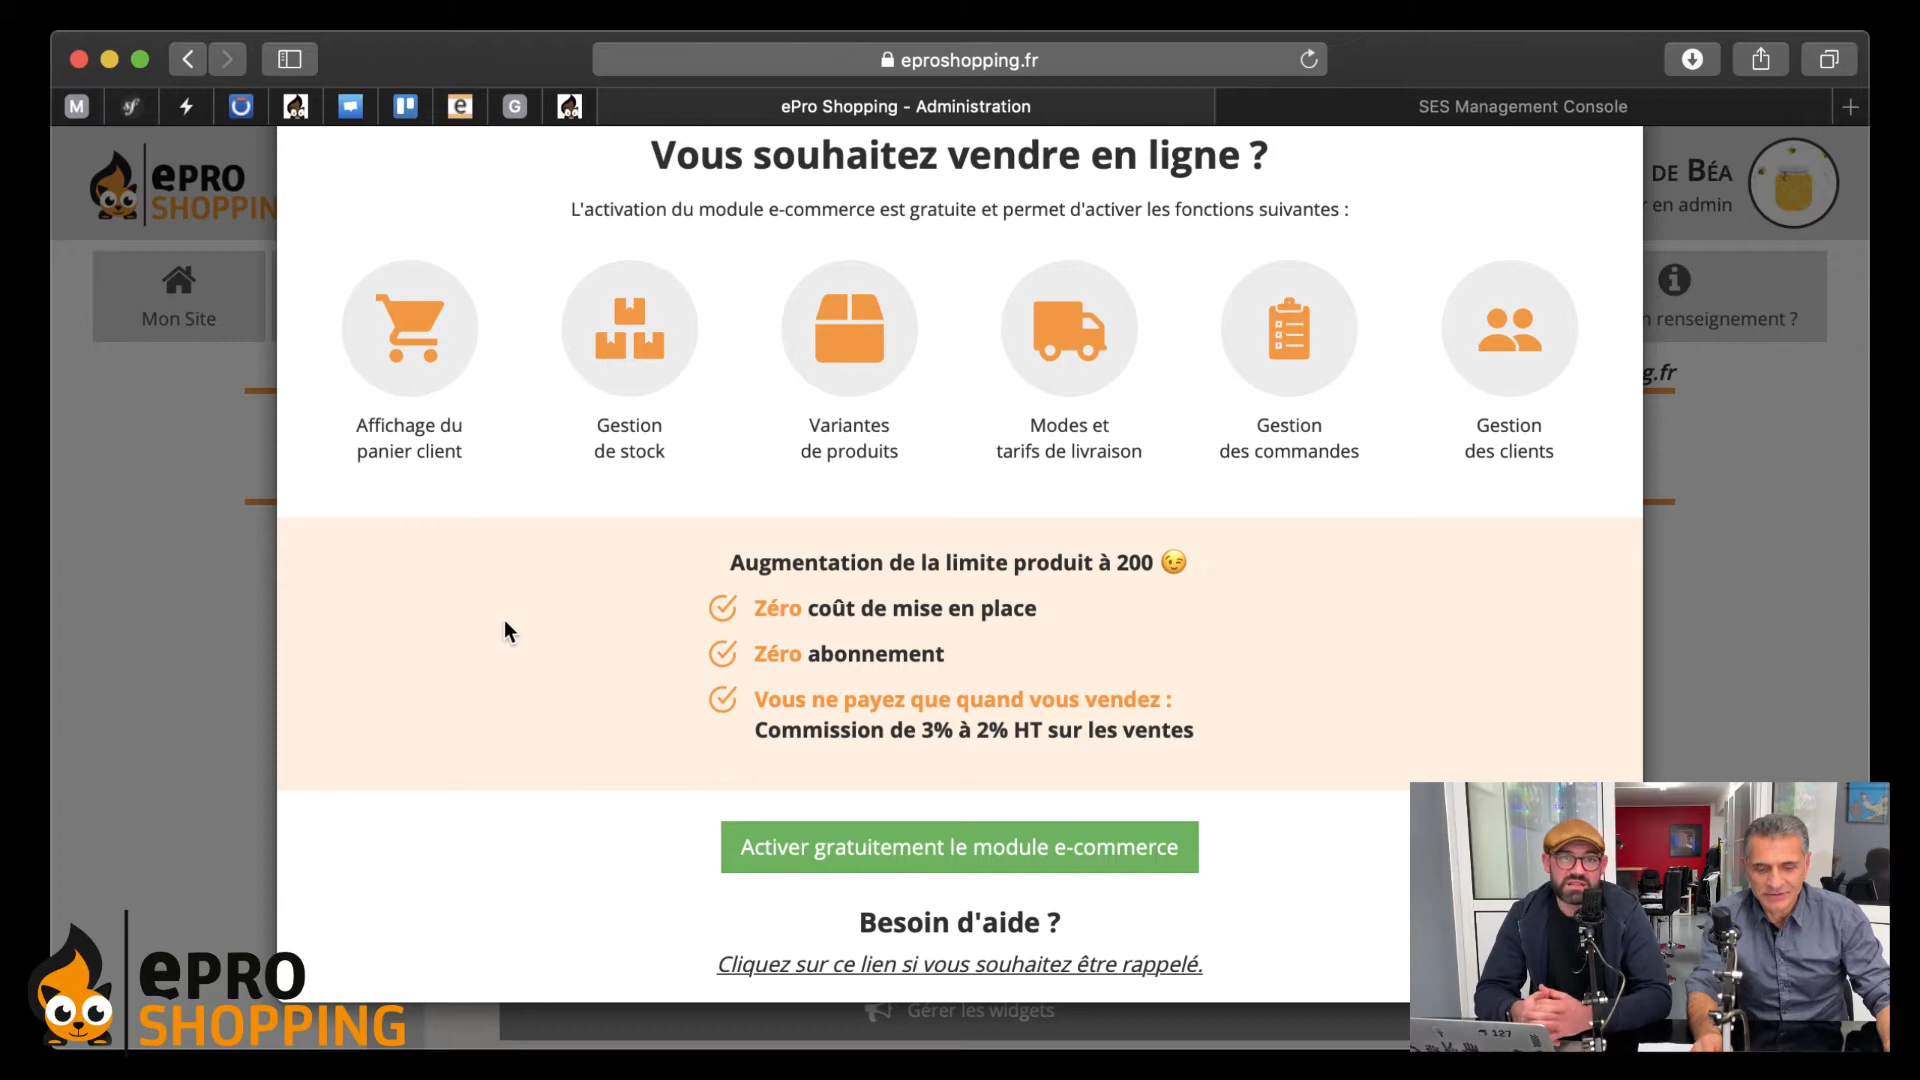 eproshopping.fr
M
sf
e
G
ePro Shopping - Administration
SES Management Console
ePRO
SHOPPIN
Vous souhaitez vendre en ligne ?
DE BÉA
r en admin
L'activation du module e-commerce est gratuite et permet d'activer les fonctions suivantes :
Mon Site
n renseignement ?
g.fr
Affichage du
panier client
Gestion
de stock
Variantes
de produits
Modes et
tarifs de livraison
Gestion
des commandes
Gestion
des clients
Augmentation de la limite produit à 200 😉
Zéro coût de mise en place
Zéro abonnement
Vous ne payez que quand vous vendez :
Commission de 3% à 2% HT sur les ventes
Activer gratuitement le module e-commerce
Besoin d'aide ?
Cliquez sur ce lien si vous souhaitez être rappelé.
Gérer les widgets
ePRO
SHOPPING
127